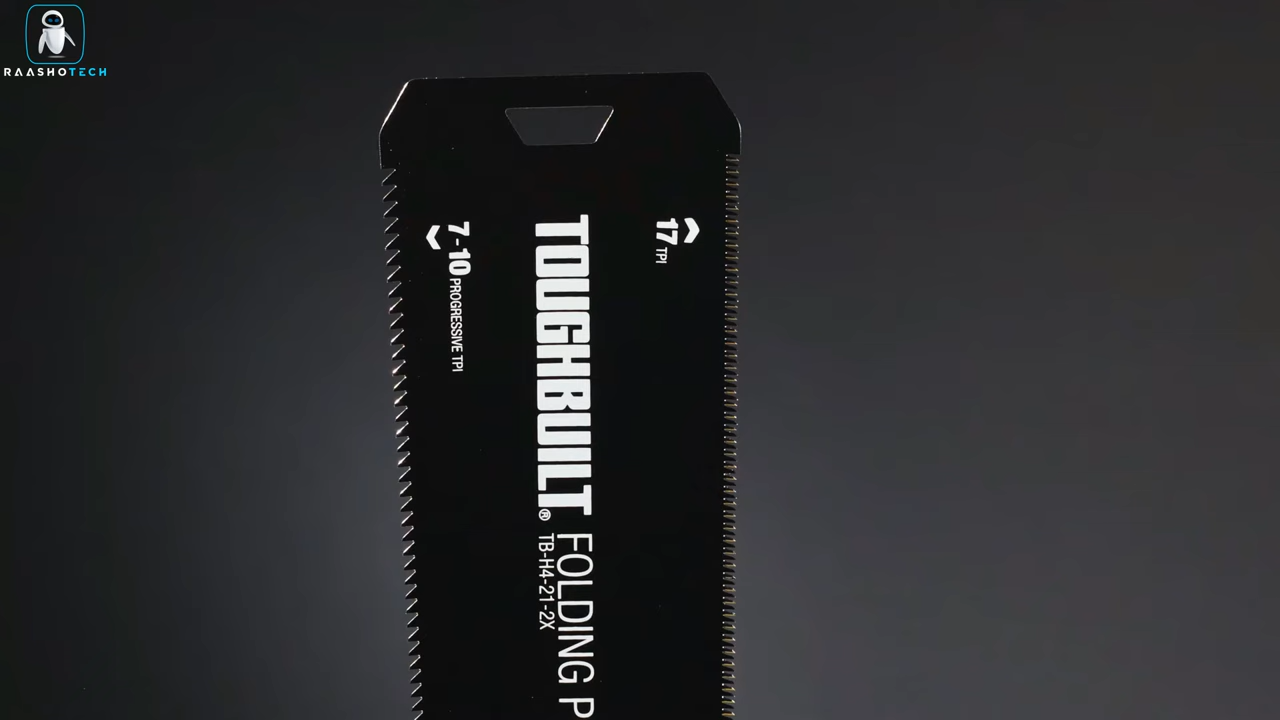 RAASHOTECH
7-10 PROGRESSIVE TPI
TOUGHBUILT® FOLDING P
TB-H4-21-2X
17 TPI